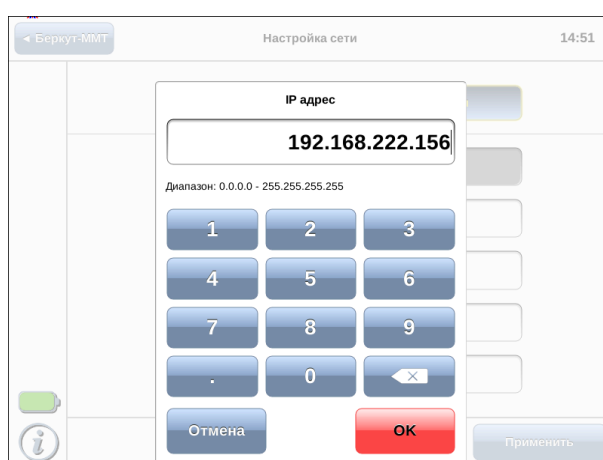 ◄ Беркут-ММТ
Настройка сети
14:51
IP адрес
192.168.222.156
Диапазон: 0.0.0.0 - 255.255.255.255
1 2 3
4 5 6
7 8 9
. 0
Отмена
OK
Применить